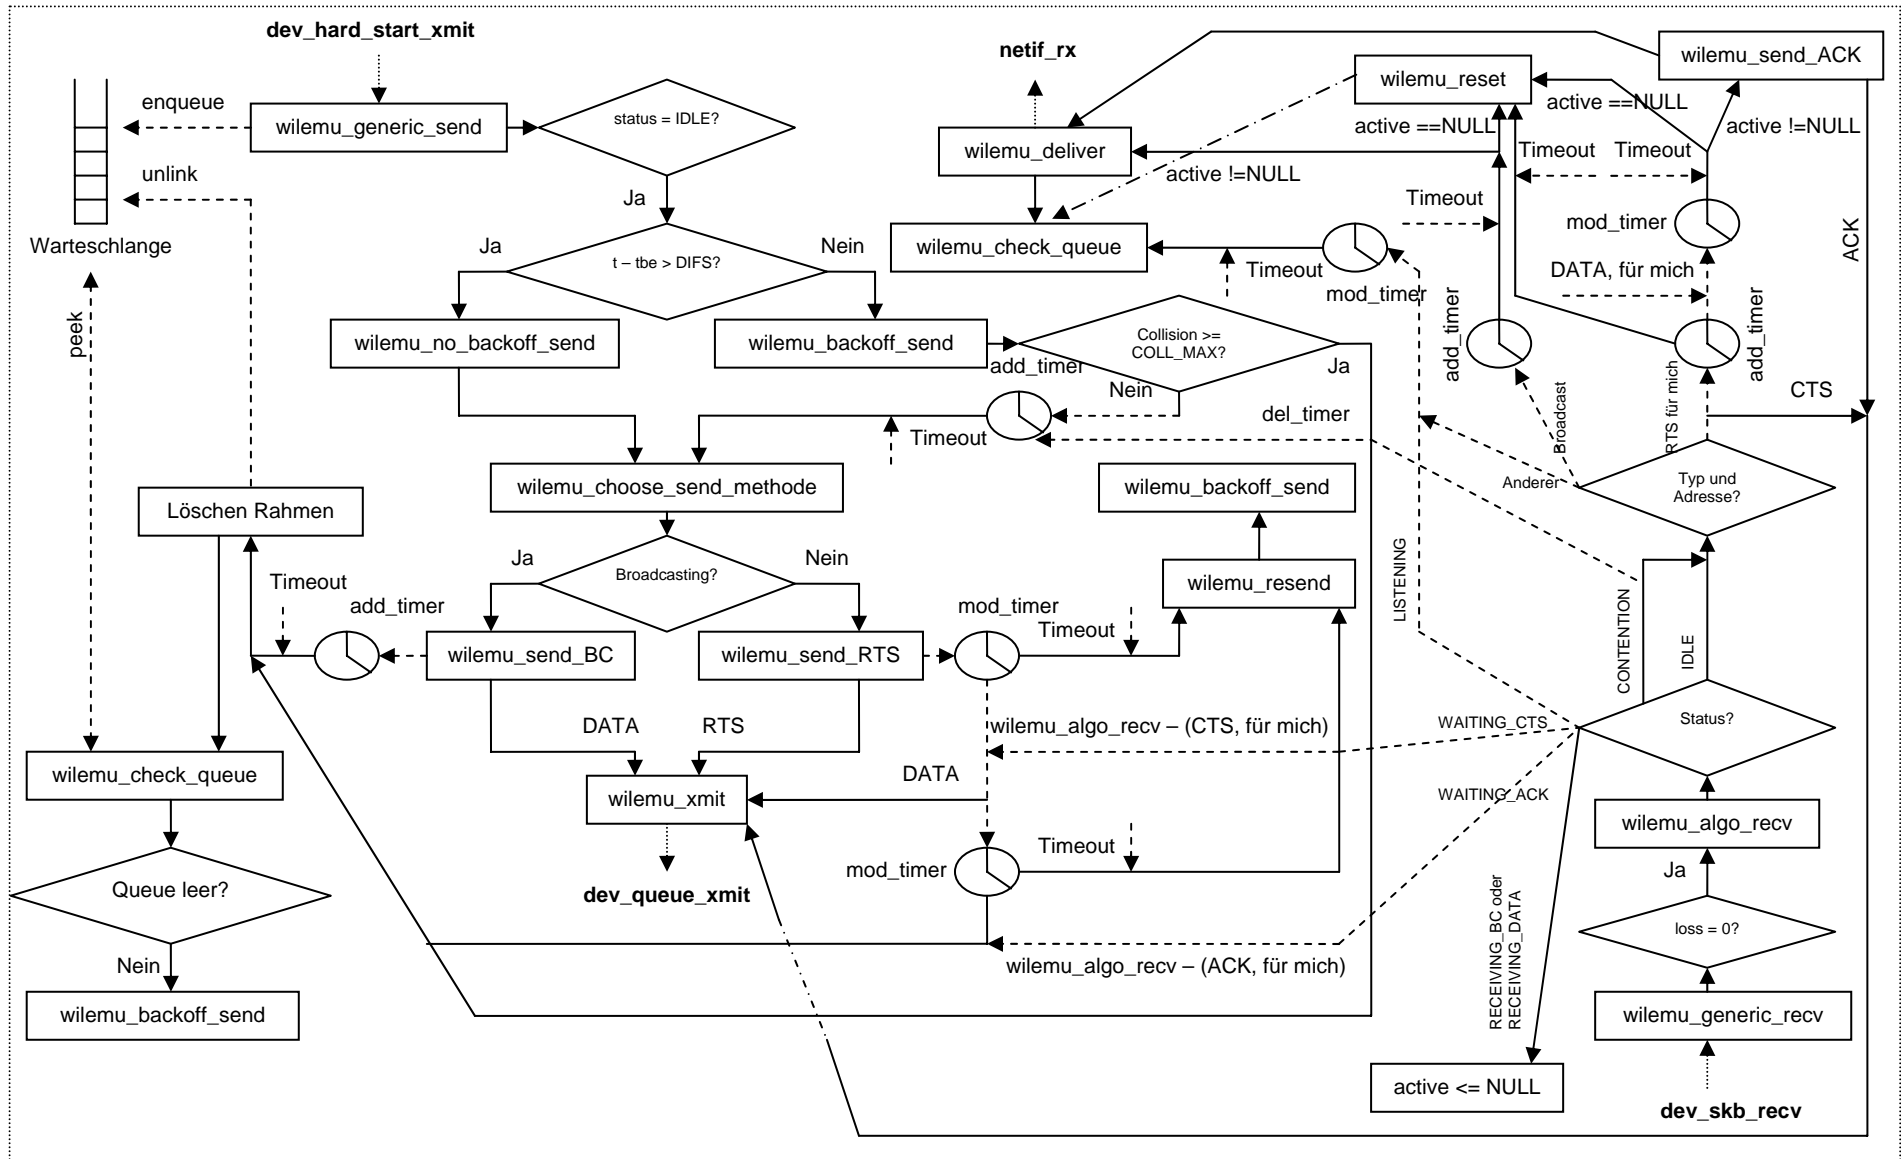 dev_hard_start_xmit
enqueue
wilemu_generic_send
status = IDLE?
unlink
Warteschlange
Ja
Ja
Nein
t – tbe > DIFS?
peek
wilemu_no_backoff_send
wilemu_backoff_send
Collision >=
COLL_MAX?
Ja
add_timer
Nein
Timeout
del_timer
wilemu_choose_send_methode
Löschen Rahmen
Ja
Nein
Broadcasting?
Timeout
add_timer
wilemu_send_BC
wilemu_send_RTS
mod_timer
Timeout
wilemu_resend
wilemu_backoff_send
DATA
RTS
wilemu_algo_recv – (CTS, für mich)
DATA
wilemu_xmit
dev_queue_xmit
mod_timer
Timeout
wilemu_algo_recv – (ACK, für mich)
wilemu_check_queue
Queue leer?
Nein
wilemu_backoff_send
netif_rx
wilemu_deliver
wilemu_check_queue
wilemu_reset
wilemu_send_ACK
active ==NULL
active ==NULL
active !=NULL
active !=NULL
Timeout
Timeout
Timeout
mod_timer
Timeout
mod_timer
DATA, für mich
add_timer
add_timer
ACK
CTS
Broadcast
RTS für mich
Anderer
Typ und
Adresse?
LISTENING
CONTENTION
IDLE
WAITING_CTS
Status?
WAITING_ACK
wilemu_algo_recv
Ja
loss = 0?
RECEIVING_BC oder
RECEIVING_DATA
wilemu_generic_recv
active <= NULL
dev_skb_recv